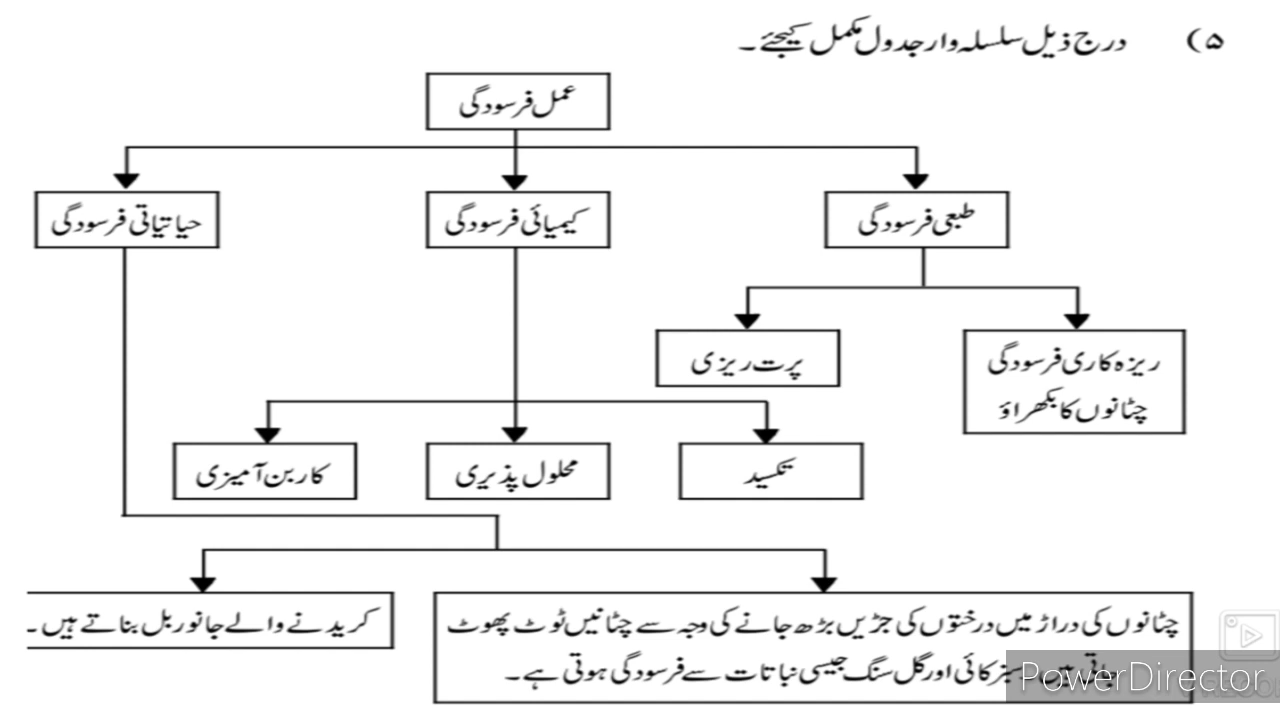 ۵) درج ذیل سلسلہ وار جدول مکمل کیجئے۔
عمل فرسودگی
طبعی فرسودگی
کیمیائی فرسودگی
حیاتیاتی فرسودگی
ریزہ کاری فرسودگی
چٹانوں کا بکھراؤ
پرت ریزی
تکسید
محلول پذیری
کاربن آمیزی
چٹانوں کی دراڑ میں درختوں کی جڑیں بڑھ جانے کی وجہ سے چٹانیں ٹوٹ پھوٹ
کائی اور گل سنگ جیسی نباتات سے فرسودگی ہوتی ہے۔
کریدنے والے جانور بل بناتے ہیں۔
PowerDirector